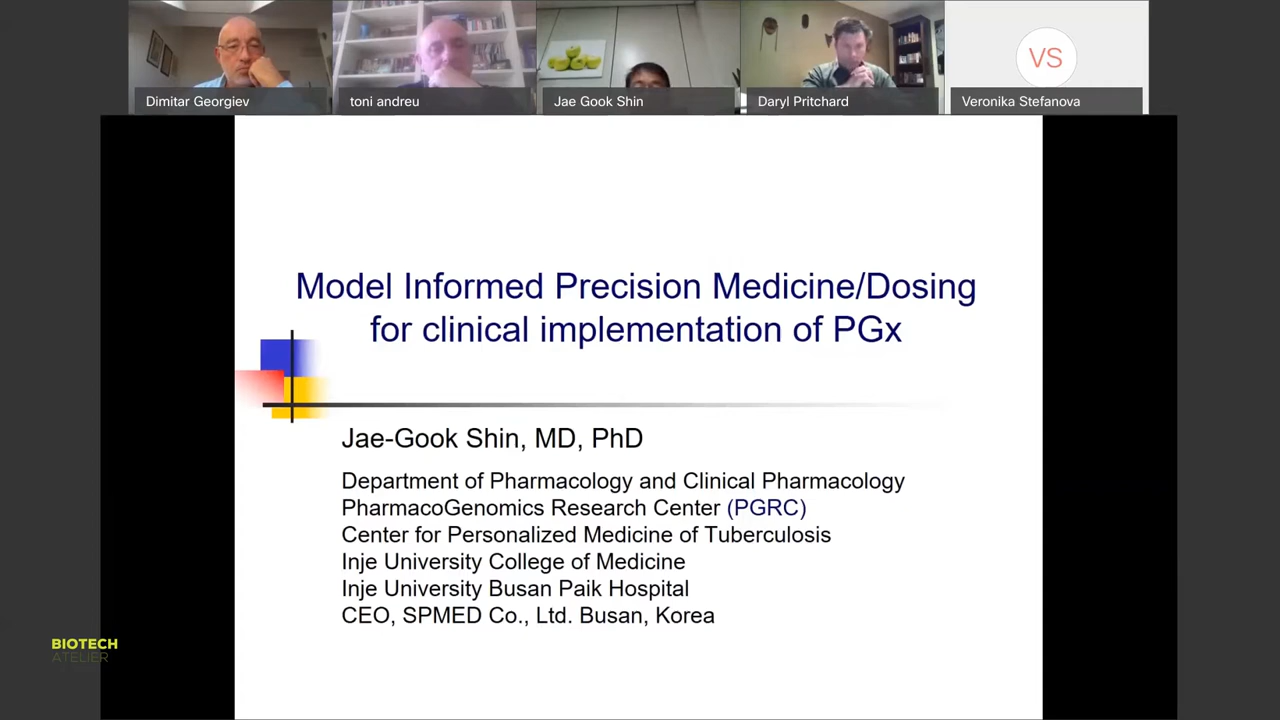 Dimitar Georgiev
toni andreu
Jae Gook Shin
Daryl Pritchard
VS
Veronika Stefanova
Model Informed Precision Medicine/Dosing
for clinical implementation of PGx
Jae-Gook Shin, MD, PhD
Department of Pharmacology and Clinical Pharmacology
PharmacoGenomics Research Center (PGRC)
Center for Personalized Medicine of Tuberculosis
Inje University College of Medicine
Inje University Busan Paik Hospital
CEO, SPMED Co., Ltd. Busan, Korea
BIOTECH
ATELIER